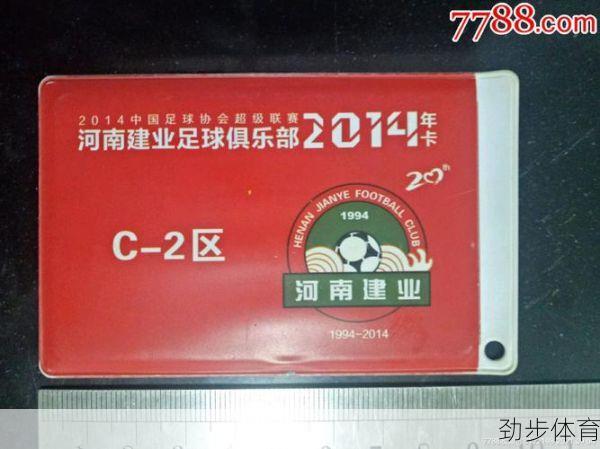 7788.com
2014中国足球协会超级联赛
河南建业足球俱乐部2014年卡
20th
HENAN JIANYE FOOTBALL CLUB
1994
C-2区
河南建业
1994-2014
劲步体育